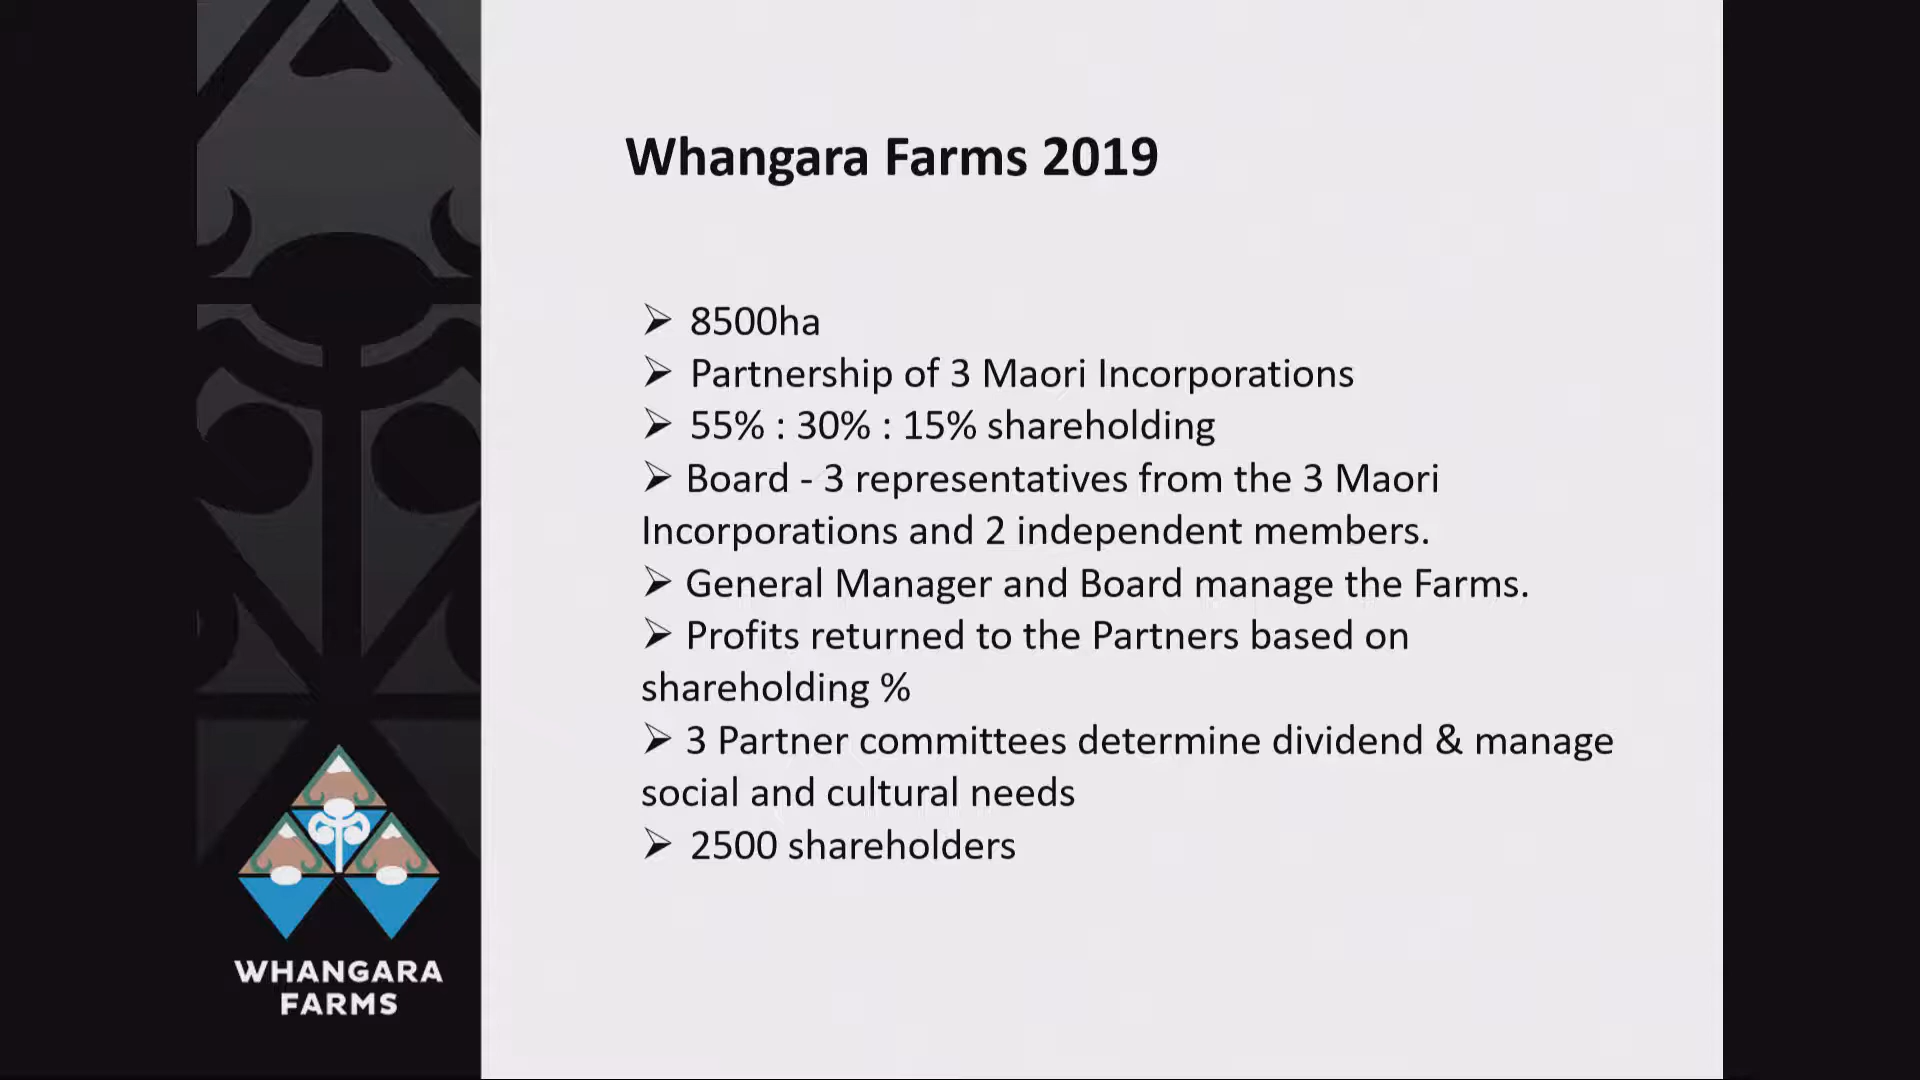 Whangara Farms 2019
➢ 8500ha
➢ Partnership of 3 Maori Incorporations
➢ 55% : 30% : 15% shareholding
➢ Board - 3 representatives from the 3 Maori
Incorporations and 2 independent members.
➢ General Manager and Board manage the Farms.
➢ Profits returned to the Partners based on
shareholding %
➢ 3 Partner committees determine dividend & manage
social and cultural needs
➢ 2500 shareholders
WHANGARA
FARMS